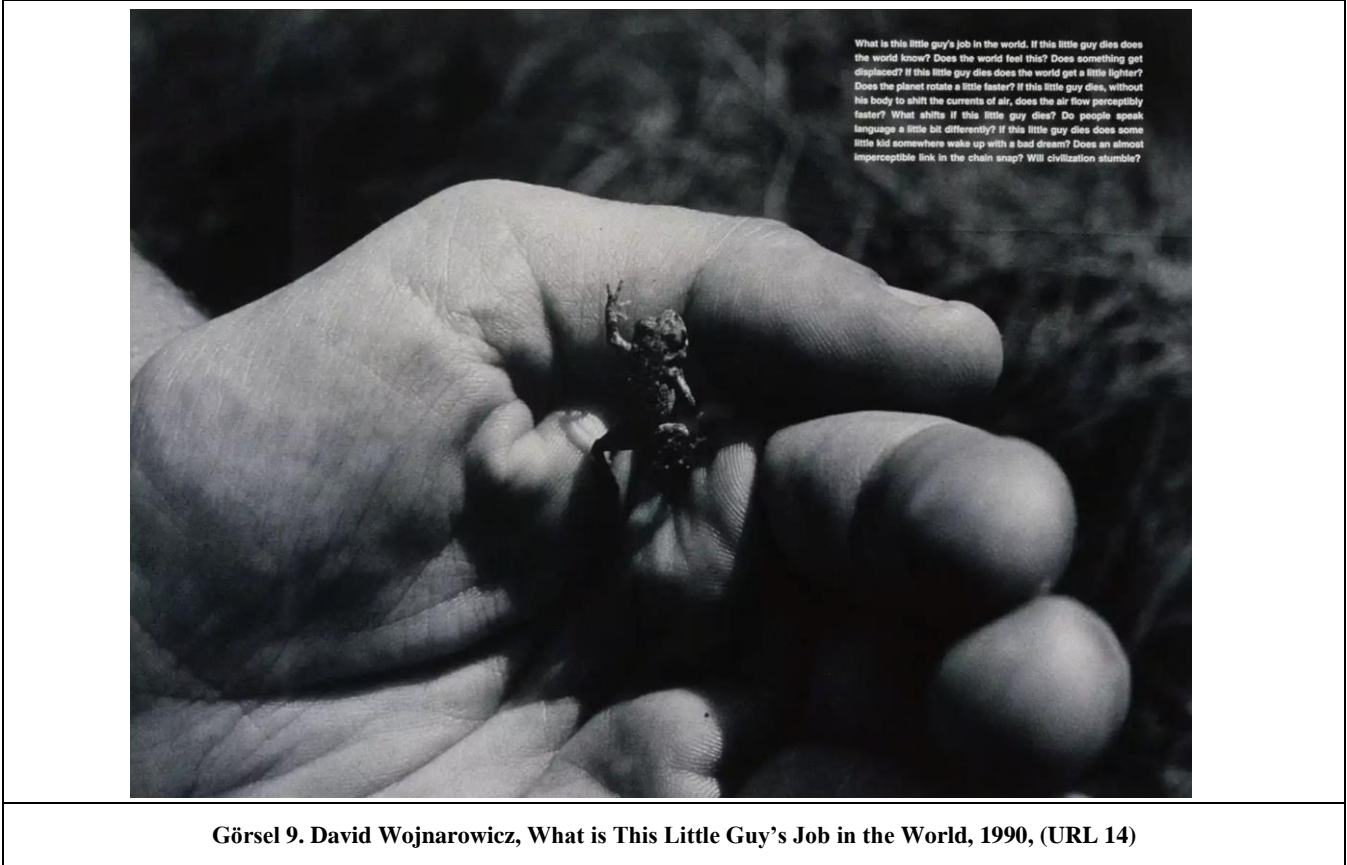 What is this little guy's job in the world. If this little guy dies does
the world know? Does the world feel this? Does something get
displaced? If this little guy dies does the world get a little lighter?
Does the planet rotate a little faster? If this little guy dies, without
his body to shift the currents of air, does the air flow perceptibly
faster? What shifts if this little guy dies? Do people speak
language a little bit differently? If this little guy dies does some
little kid somewhere wake up with a bad dream? Does an almost
imperceptible link in the chain snap? Will civilization stumble?
Görsel 9. David Wojnarowicz, What is This Little Guy’s Job in the World, 1990, (URL 14)